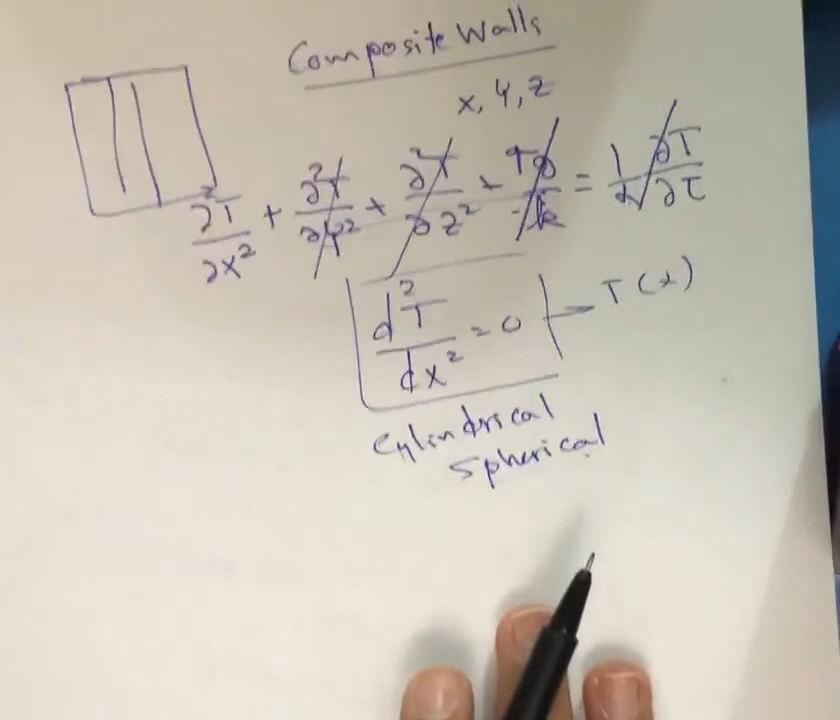 Composite Walls
x, y, z
∂²T/∂x² + ∂²T/∂y² + ∂²T/∂z² + = 1/α ∂T/∂τ
d²T/dx² = 0 → T(x)
Cylindrical
Spherical